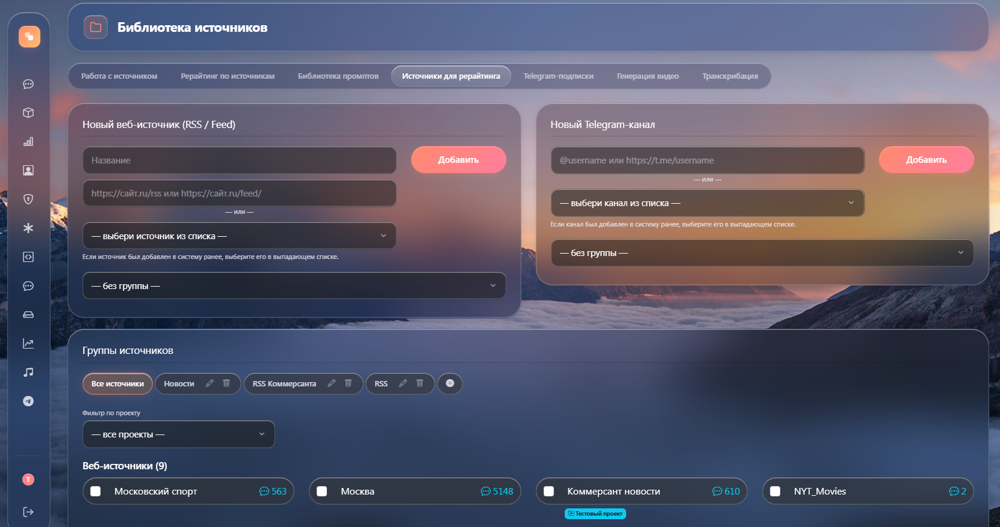 Библиотека источников
Работа с источником
Рерайтинг по источникам
Библиотека промптов
Источники для рерайтинга
Telegram-подписки
Генерация видео
Транскрибация
Новый веб-источник (RSS / Feed)
Название
Добавить
https://сайт.ru/rss или https://сайт.ru/feed/
— или —
— выбери источник из списка —
Если источник был добавлен в систему ранее, выберите его в выпадающем списке.
— без группы —
Новый Telegram-канал
@username или https://t.me/username
Добавить
— или —
— выбери канал из списка —
Если канал был добавлен в систему ранее, выберите его в выпадающем списке.
— без группы —
Группы источников
Все источники
Новости
RSS Коммерсанта
RSS
Фильтр по проекту
— все проекты —
Веб-источники (9)
Московский спорт 563
Москва 5148
Коммерсант новости 610
Тестовый проект
NYT_Movies 2
T